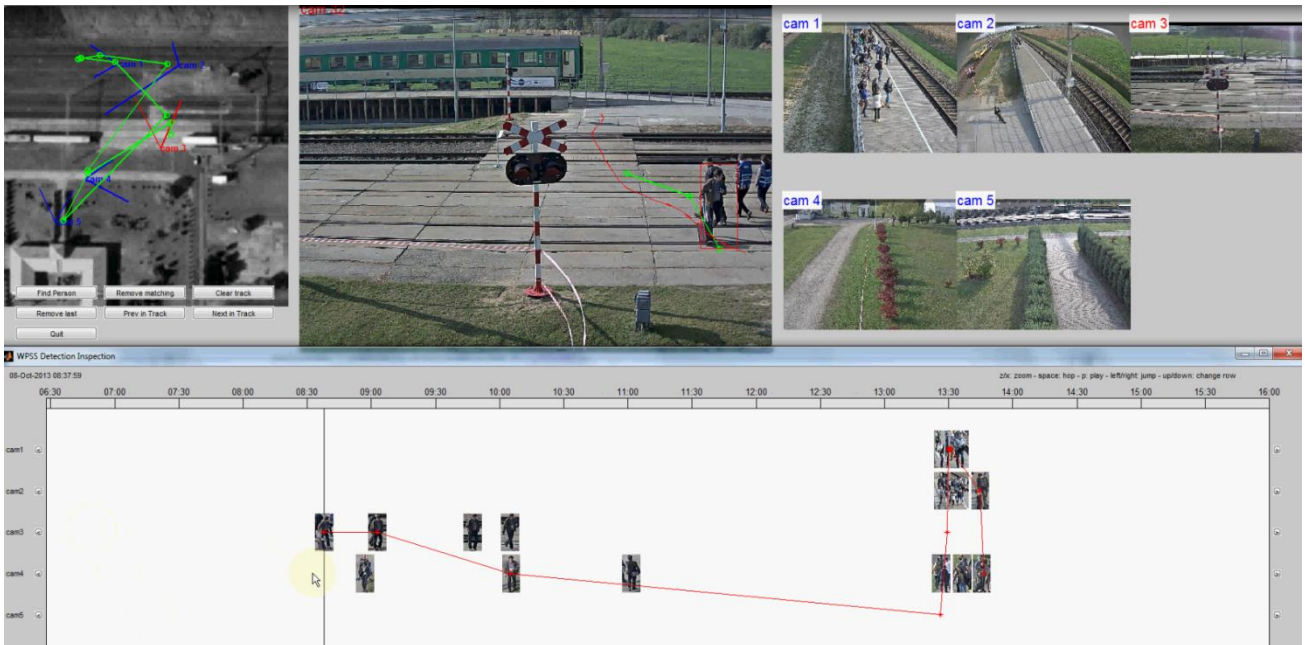 cam 32
cam 1
cam 2
cam 3
cam 1
cam 2
cam 3
cam 4
cam 4
cam 5
Find Person
Remove matching
Clear track
Remove last
Prev in Track
Next in Track
Quit
WPSS Detection Inspection
08-Oct-2013 08:37:59
z/x: zoom - space: hop - p: play - left/right: jump - up/down: change row
06:30 07:00 07:30 08:00 08:30 09:00 09:30 10:00 10:30 11:00 11:30 12:00 12:30 13:00 13:30 14:00 14:30 15:00 15:30 16:00
cam1
cam2
cam3
cam4
cam5